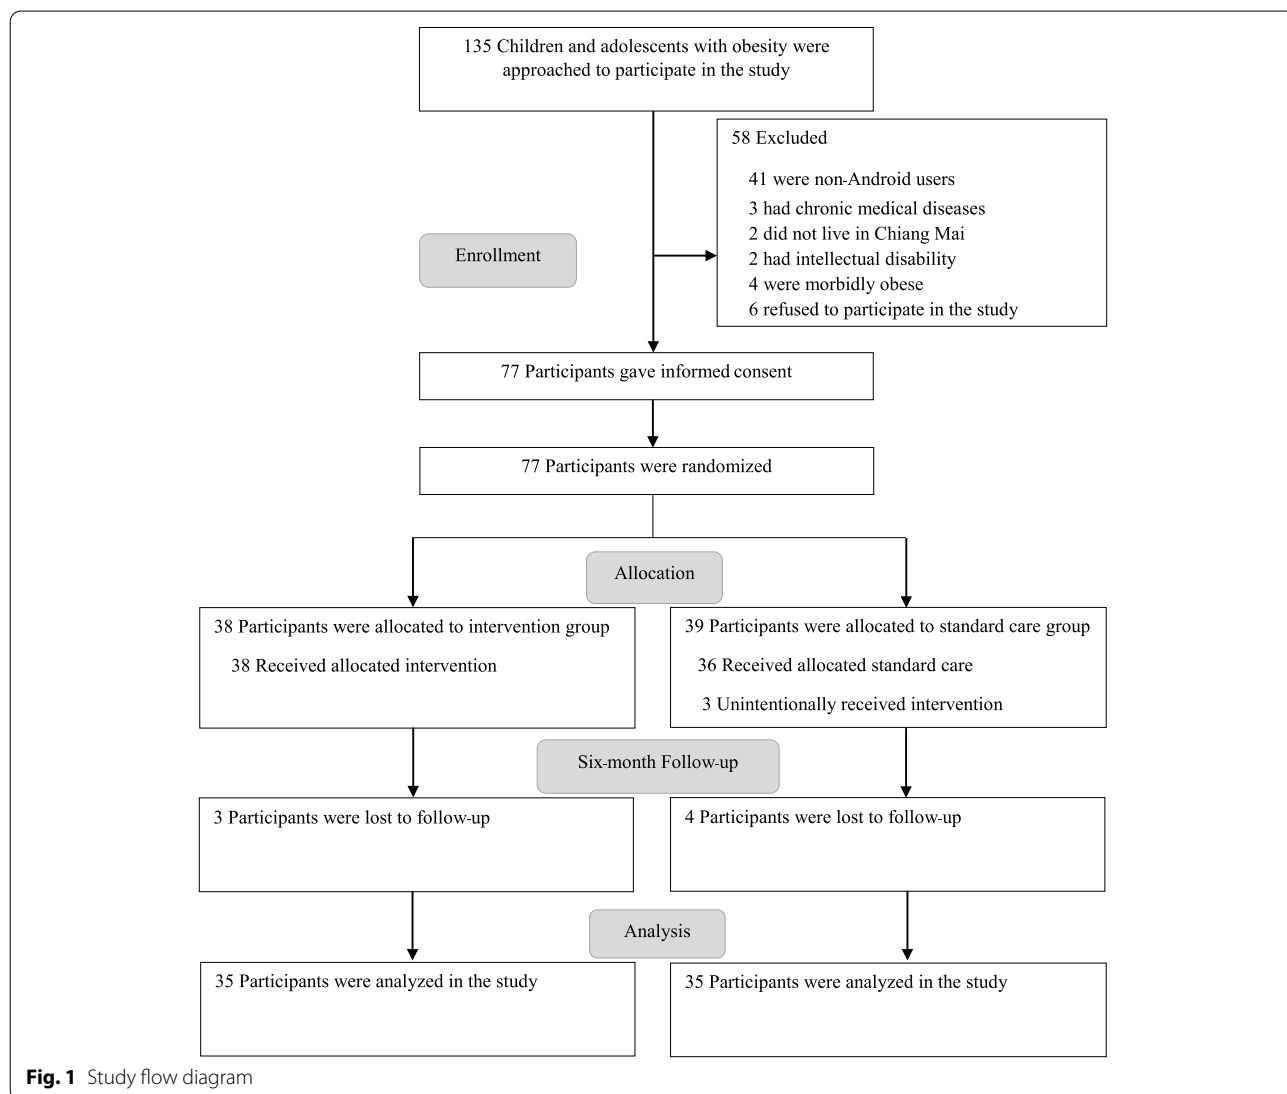 135 Children and adolescents with obesity were
approached to participate in the study
58 Excluded
41 were non-Android users
3 had chronic medical diseases
2 did not live in Chiang Mai
2 had intellectual disability
4 were morbidly obese
6 refused to participate in the study
Enrollment
77 Participants gave informed consent
77 Participants were randomized
Allocation
38 Participants were allocated to intervention group
38 Received allocated intervention
39 Participants were allocated to standard care group
36 Received allocated standard care
3 Unintentionally received intervention
Six-month Follow-up
3 Participants were lost to follow-up
4 Participants were lost to follow-up
Analysis
35 Participants were analyzed in the study
35 Participants were analyzed in the study
Fig. 1 Study flow diagram